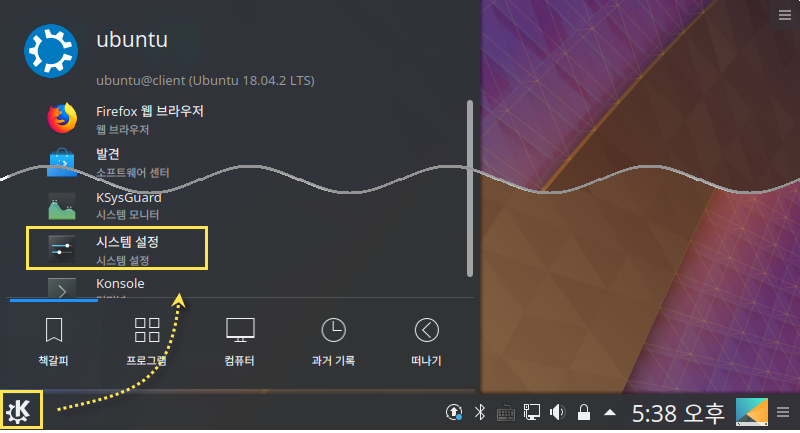 ubuntu
ubuntu@client (Ubuntu 18.04.2 LTS)
Firefox 웹 브라우저
웹 브라우저
발견
소프트웨어 센터
KSysGuard
시스템 모니터
시스템 설정
시스템 설정
Konsole
책갈피
프로그램
컴퓨터
과거 기록
떠나기
5:38 오후